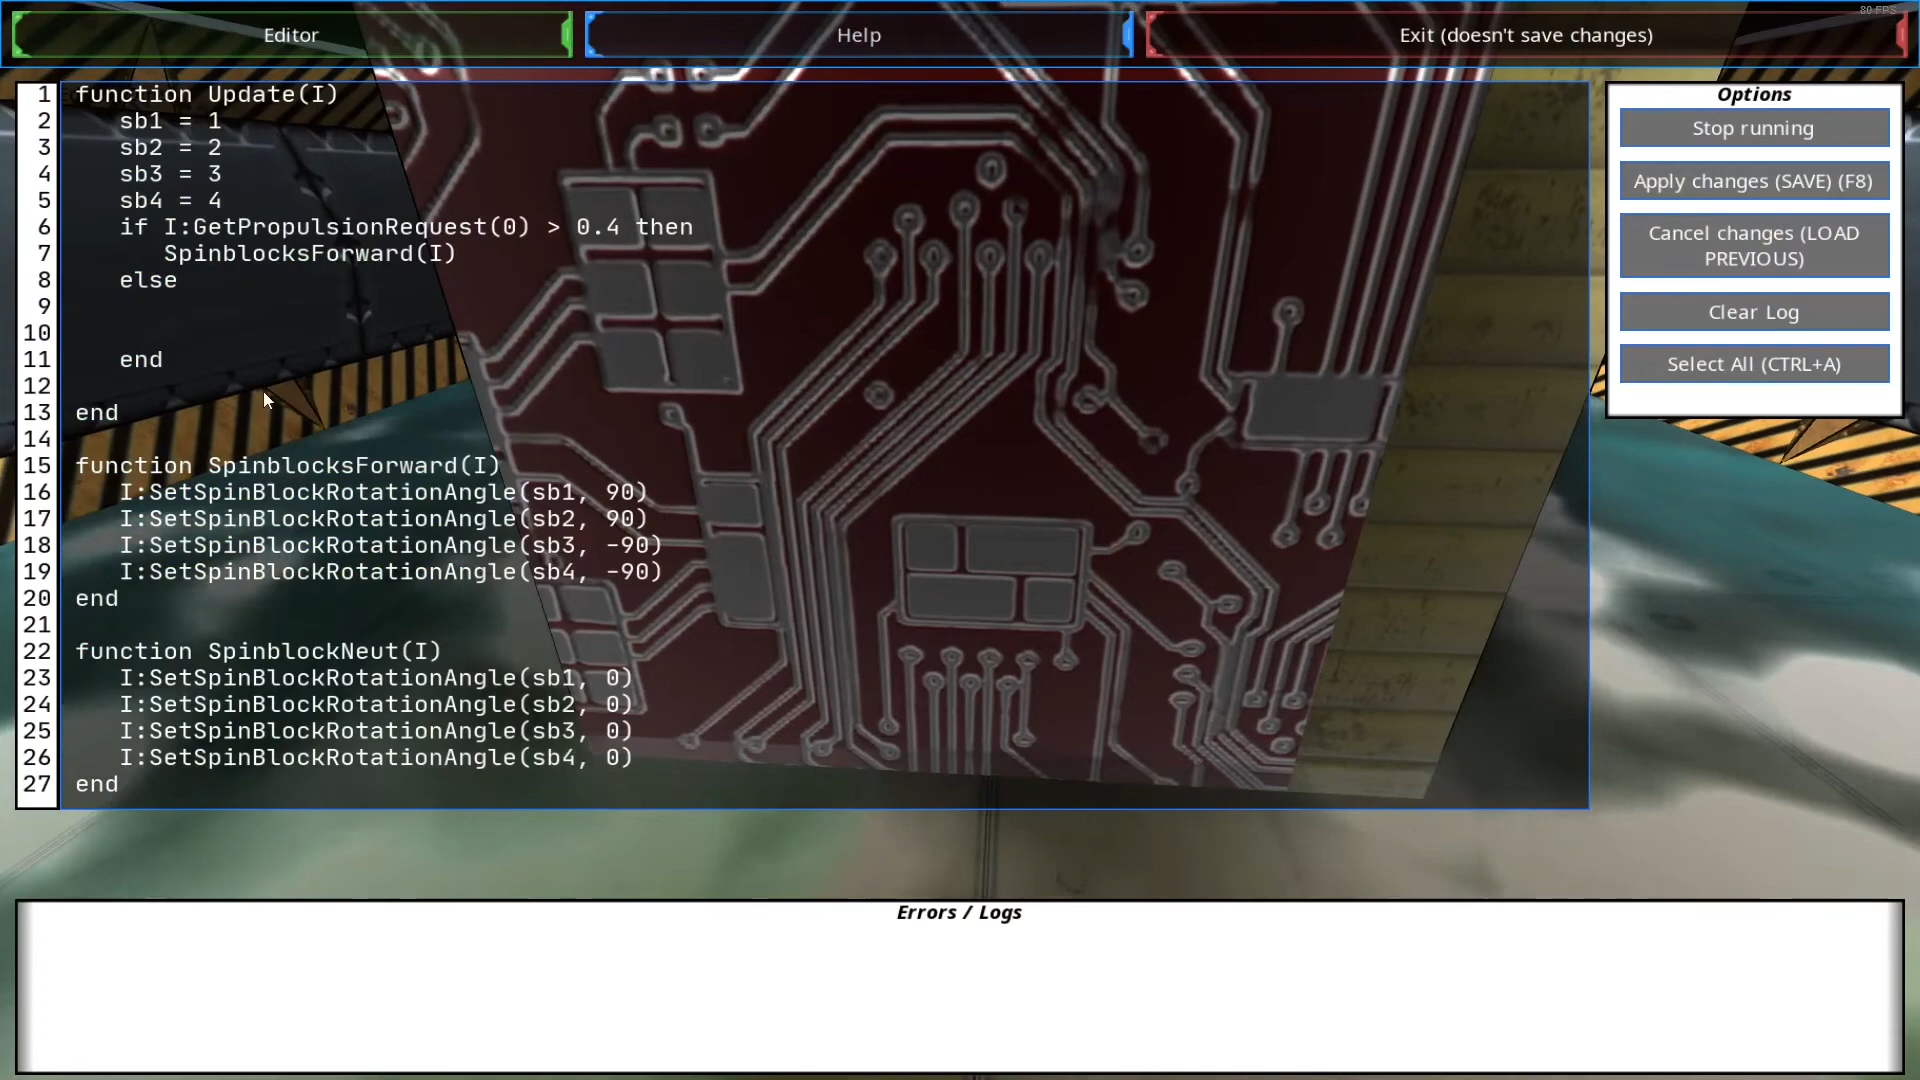 80 FPS
Editor
Help
Exit (doesn't save changes)
1 function Update(I)
2 sb1 = 1
3 sb2 = 2
4 sb3 = 3
5 sb4 = 4
6 if I:GetPropulsionRequest(0) > 0.4 then
7 SpinblocksForward(I)
8 else
9
10
11 end
12
13 end
14
15 function SpinblocksForward(I)
16 I:SetSpinBlockRotationAngle(sb1, 90)
17 I:SetSpinBlockRotationAngle(sb2, 90)
18 I:SetSpinBlockRotationAngle(sb3, -90)
19 I:SetSpinBlockRotationAngle(sb4, -90)
20 end
21
22 function SpinblockNeut(I)
23 I:SetSpinBlockRotationAngle(sb1, 0)
24 I:SetSpinBlockRotationAngle(sb2, 0)
25 I:SetSpinBlockRotationAngle(sb3, 0)
26 I:SetSpinBlockRotationAngle(sb4, 0)
27 end
Options
Stop running
Apply changes (SAVE) (F8)
Cancel changes (LOAD
PREVIOUS)
Clear Log
Select All (CTRL+A)
Errors / Logs